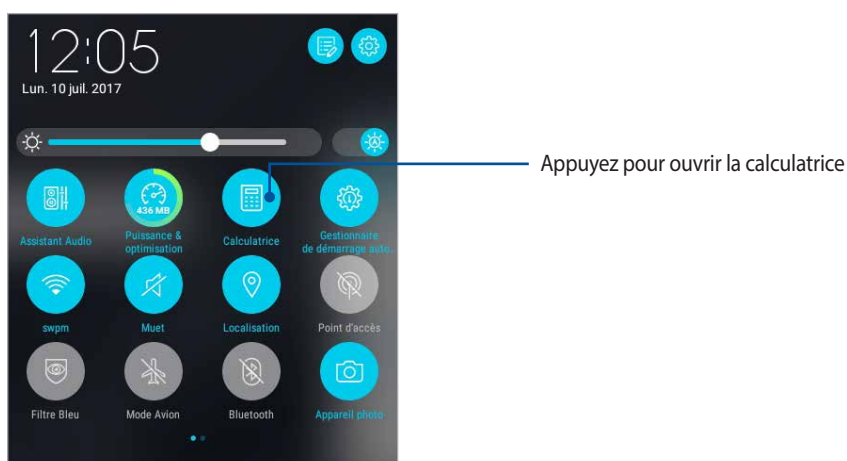 12:05
Lun. 10 juil. 2017
Appuyez pour ouvrir la calculatrice
436 MB
Assistant Audio
Puissance &
optimisation
Calculatrice
Gestionnaire
de démarrage auto.
swpm
Muet
Localisation
Point d'accès
Filtre Bleu
Mode Avion
Bluetooth
Appareil photo